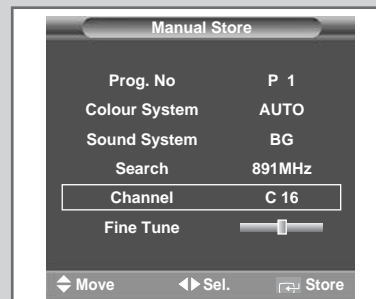 Manual Store
Prog. No P 1
Colour System AUTO
Sound System BG
Search 891MHz
Channel C 16
Fine Tune
Move Sel. Store